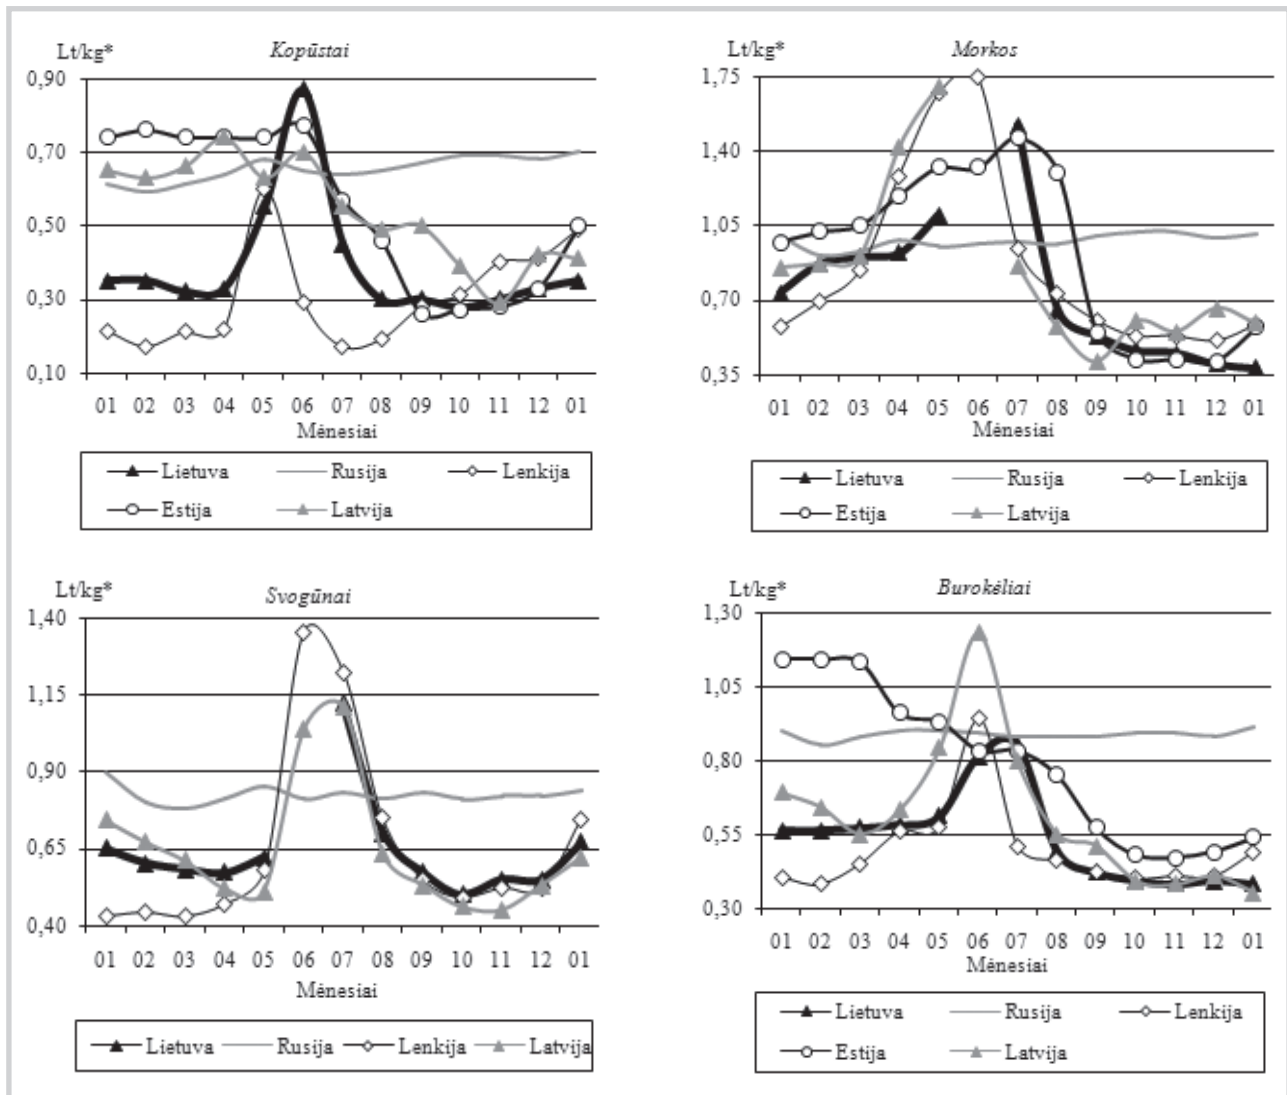 Lt/kg*
Kopūstai
0,90
0,70
0,50
0,30
0,10
01 02 03 04 05 06 07 08 09 10 11 12 01
Mėnesiai
Lietuva Rusija Lenkija
Estija Latvija
Lt/kg*
Morkos
1,75
1,40
1,05
0,70
0,35
01 02 03 04 05 06 07 08 09 10 11 12 01
Mėnesiai
Lietuva Rusija Lenkija
Estija Latvija
Lt/kg*
Svogūnai
1,40
1,15
0,90
0,65
0,40
01 02 03 04 05 06 07 08 09 10 11 12 01
Mėnesiai
Lietuva Rusija Lenkija Latvija
Lt/kg*
Burokėliai
1,30
1,05
0,80
0,55
0,30
01 02 03 04 05 06 07 08 09 10 11 12 01
Mėnesiai
Lietuva Rusija Lenkija
Estija Latvija